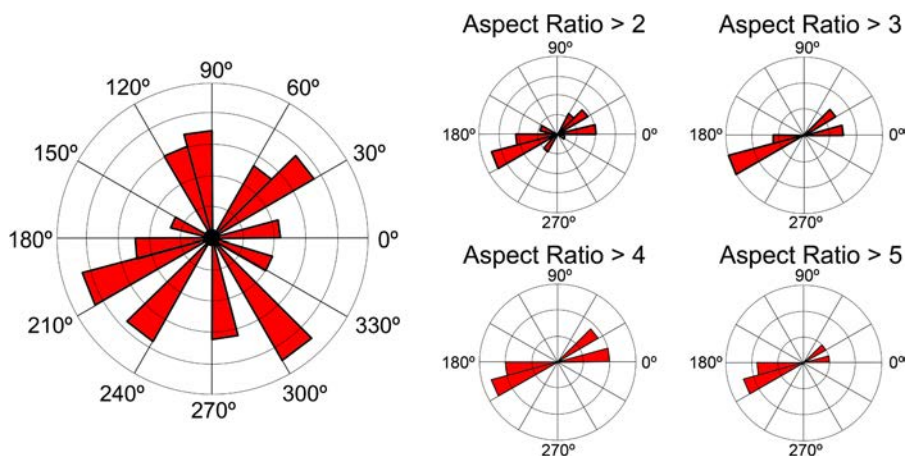 90º
120º
60º
150º
30º
180º
0º
210º
330º
240º
300º
270º
Aspect Ratio > 2
90º
180º
0º
270º
Aspect Ratio > 3
90º
180º
0º
270º
Aspect Ratio > 4
90º
180º
0º
270º
Aspect Ratio > 5
90º
180º
0º
270º